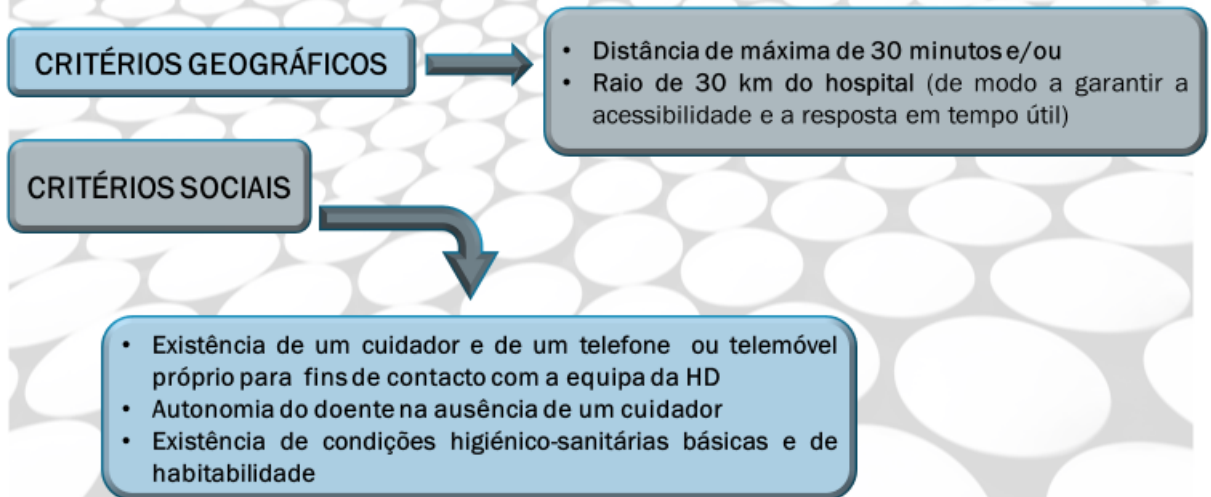 CRITÉRIOS GEOGRÁFICOS
• Distância de máxima de 30 minutos e/ou
• Raio de 30 km do hospital (de modo a garantir a
acessibilidade e a resposta em tempo útil)
CRITÉRIOS SOCIAIS
• Existência de um cuidador e de um telefone ou telemóvel
próprio para fins de contacto com a equipa da HD
• Autonomia do doente na ausência de um cuidador
• Existência de condições higiénico-sanitárias básicas e de
habitabilidade